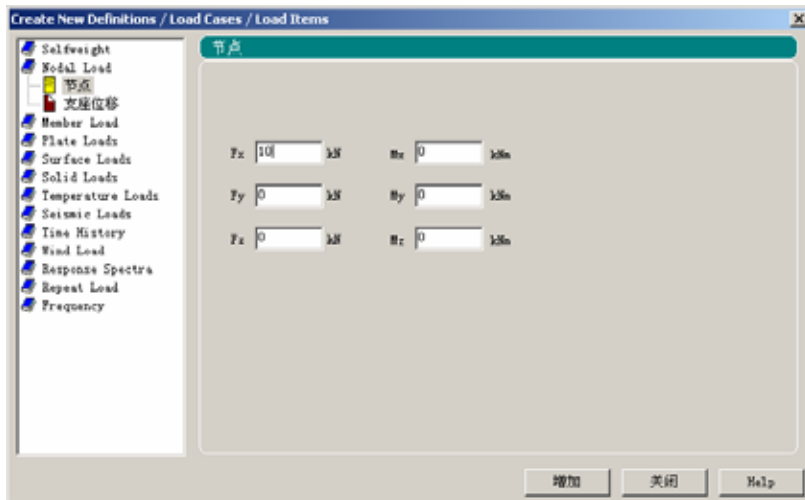 Create New Definitions / Load Cases / Load Items
Selfweight
Nodal Load
节点
支座位移
Member Load
Plate Loads
Surface Loads
Solid Loads
Temperature Loads
Seismic Loads
Time History
Wind Load
Response Spectra
Repeat Load
Frequency
节点
Fx 10 kN Mx 0 kNm
Fy 0 kN My 0 kNm
Fz 0 kN Mz 0 kNm
增加 关闭 Help